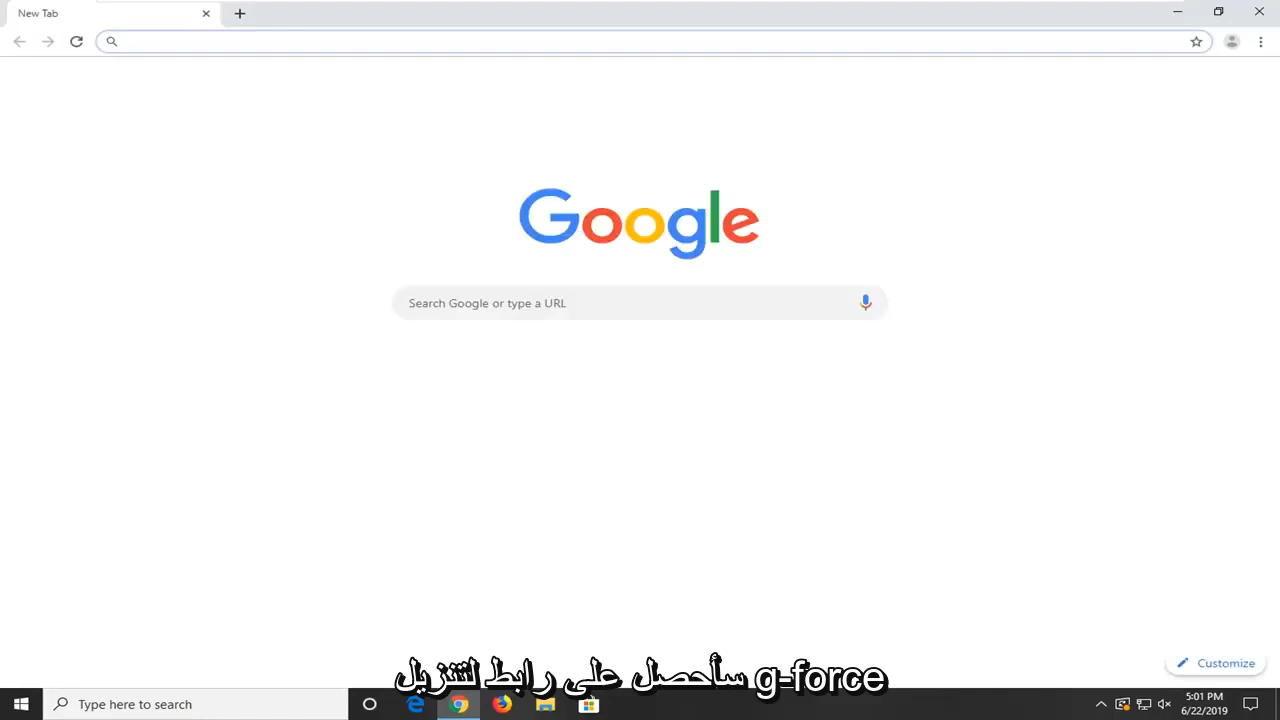 New Tab
Google
Search Google or type a URL
Customize
سأحصل على رابط لتنزيل g-force
Type here to search
5:01 PM
6/22/2019